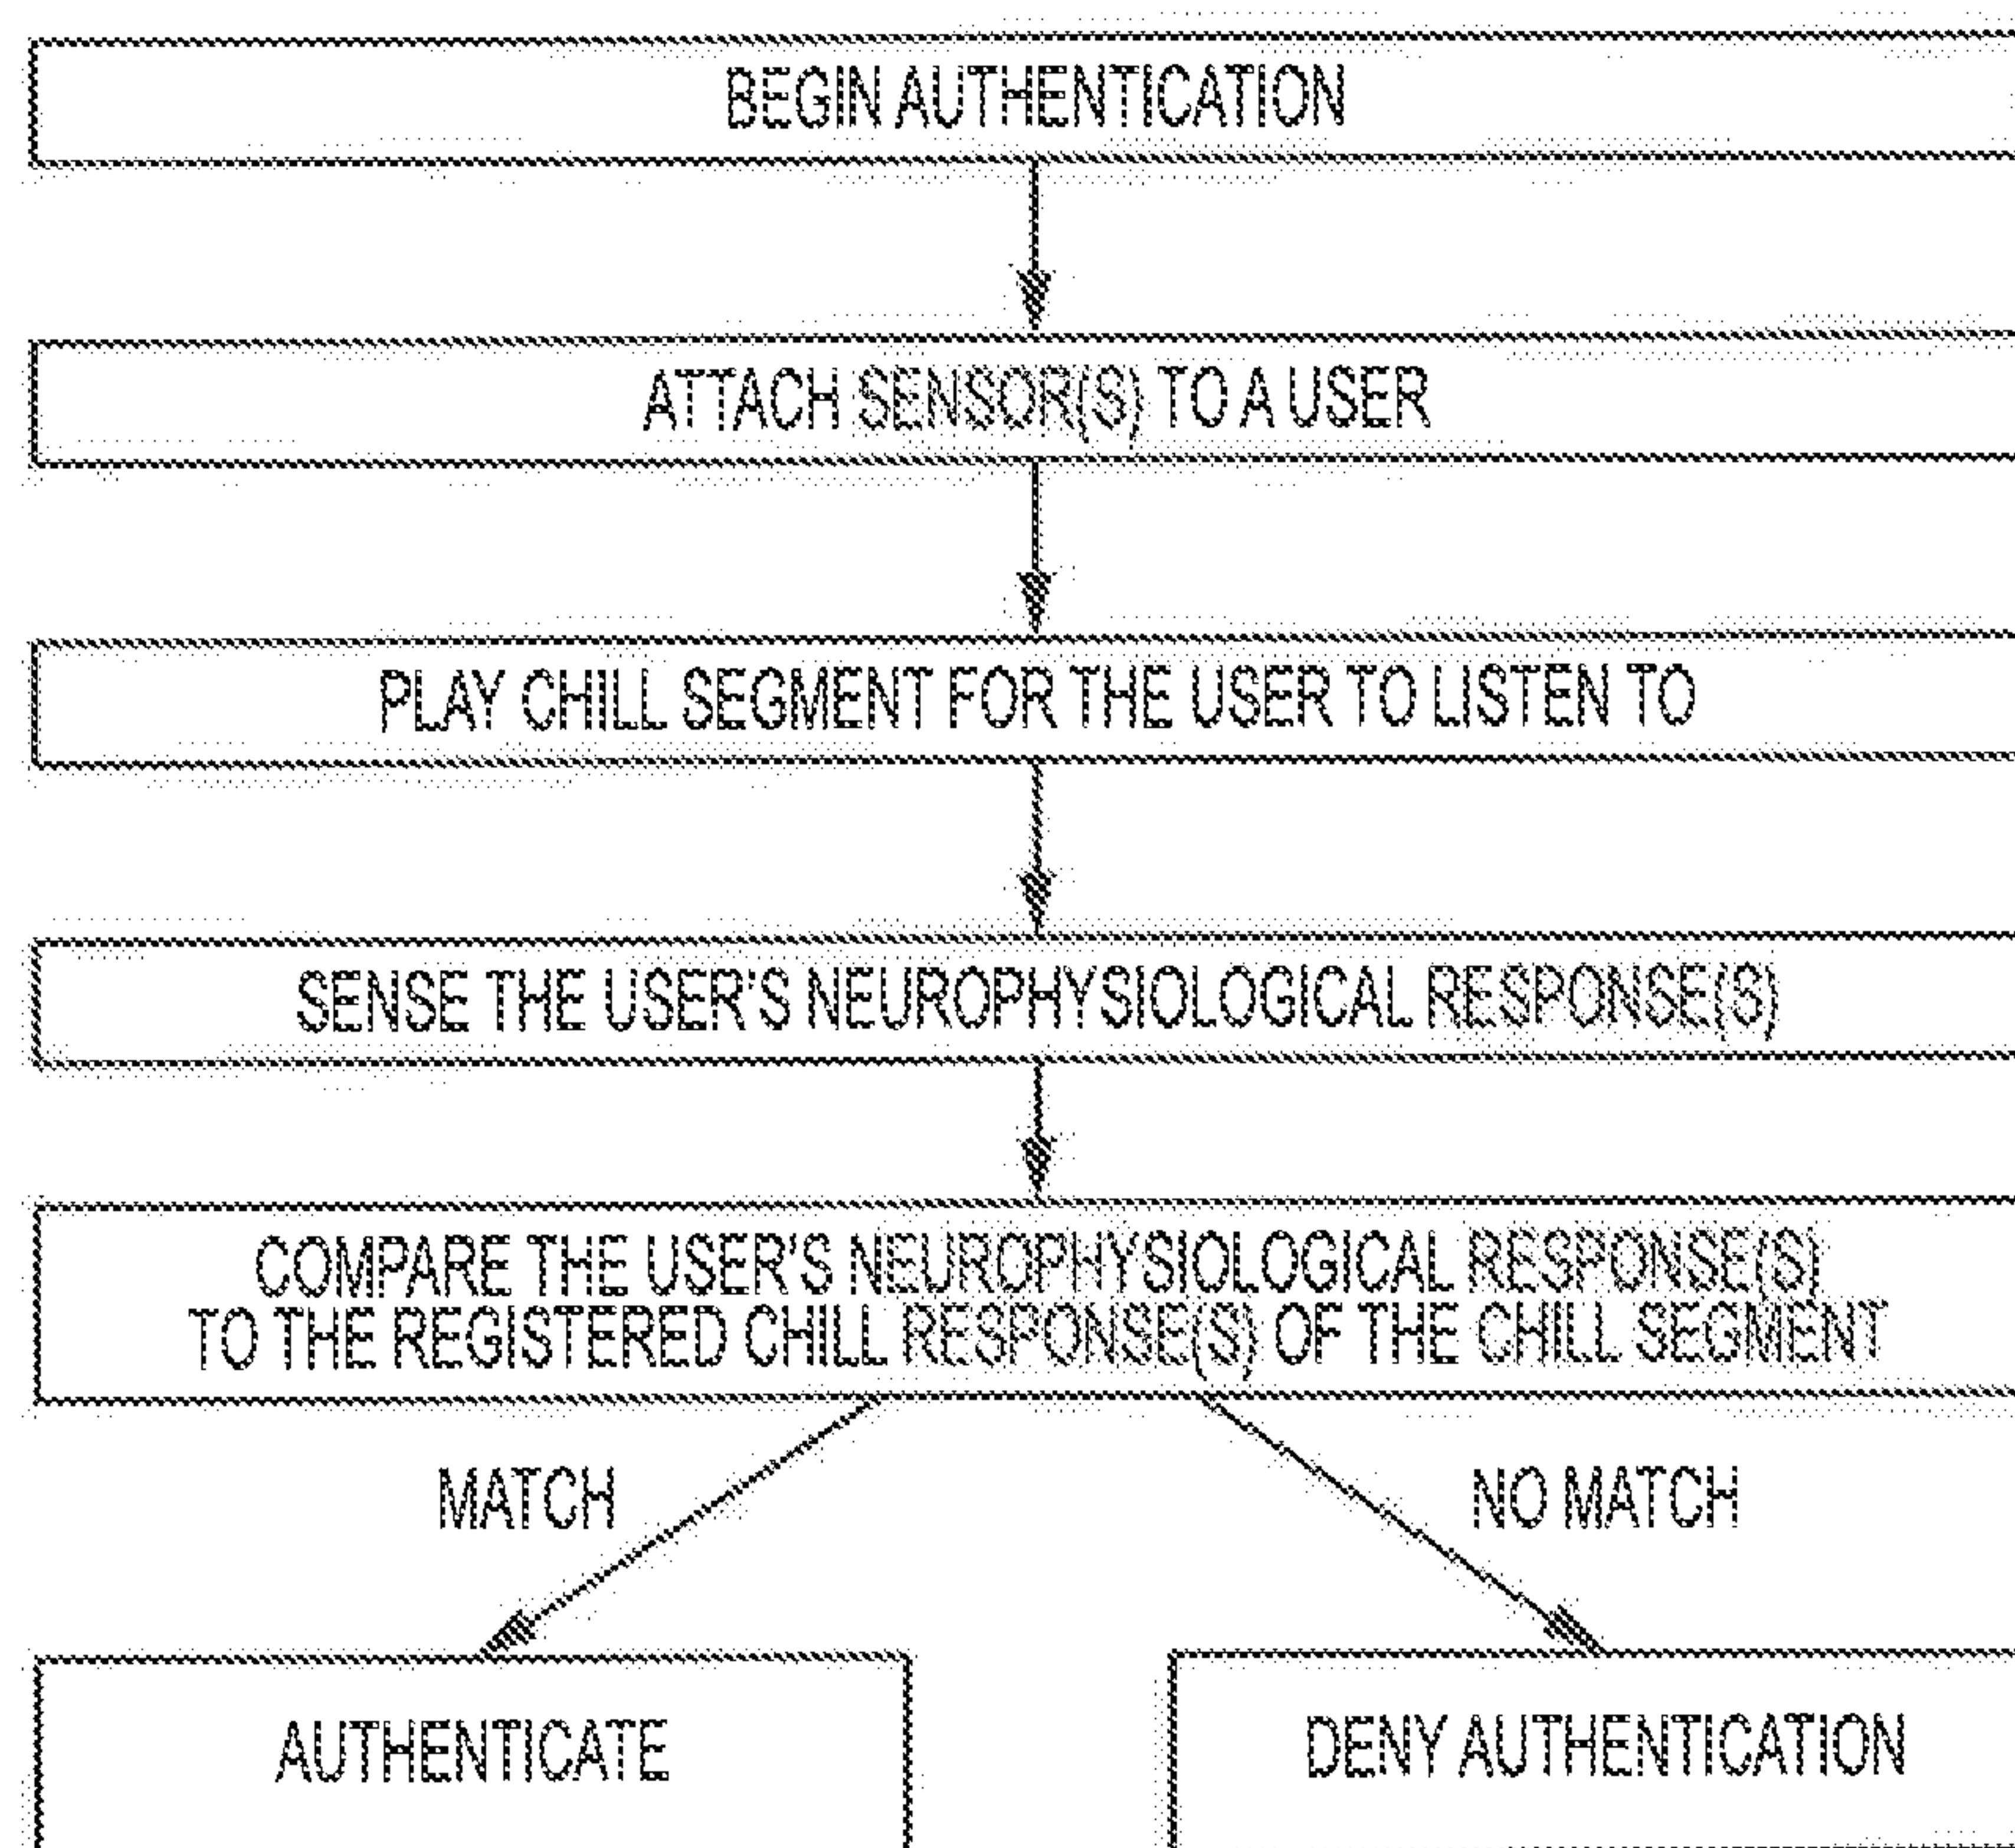 BEGIN AUTHENTICATION
ATTACH SENSOR(S) TO A USER
PLAY CHILL SEGMENT FOR THE USER TO LISTEN TO
SENSE THE USER'S NEUROPHYSIOLOGICAL RESPONSE(S)
COMPARE THE USER'S NEUROPHYSIOLOGICAL RESPONSE(S)
TO THE REGISTERED CHILL RESPONSE(S) OF THE CHILL SEGMENT
MATCH
NO MATCH
AUTHENTICATE
DENY AUTHENTICATION